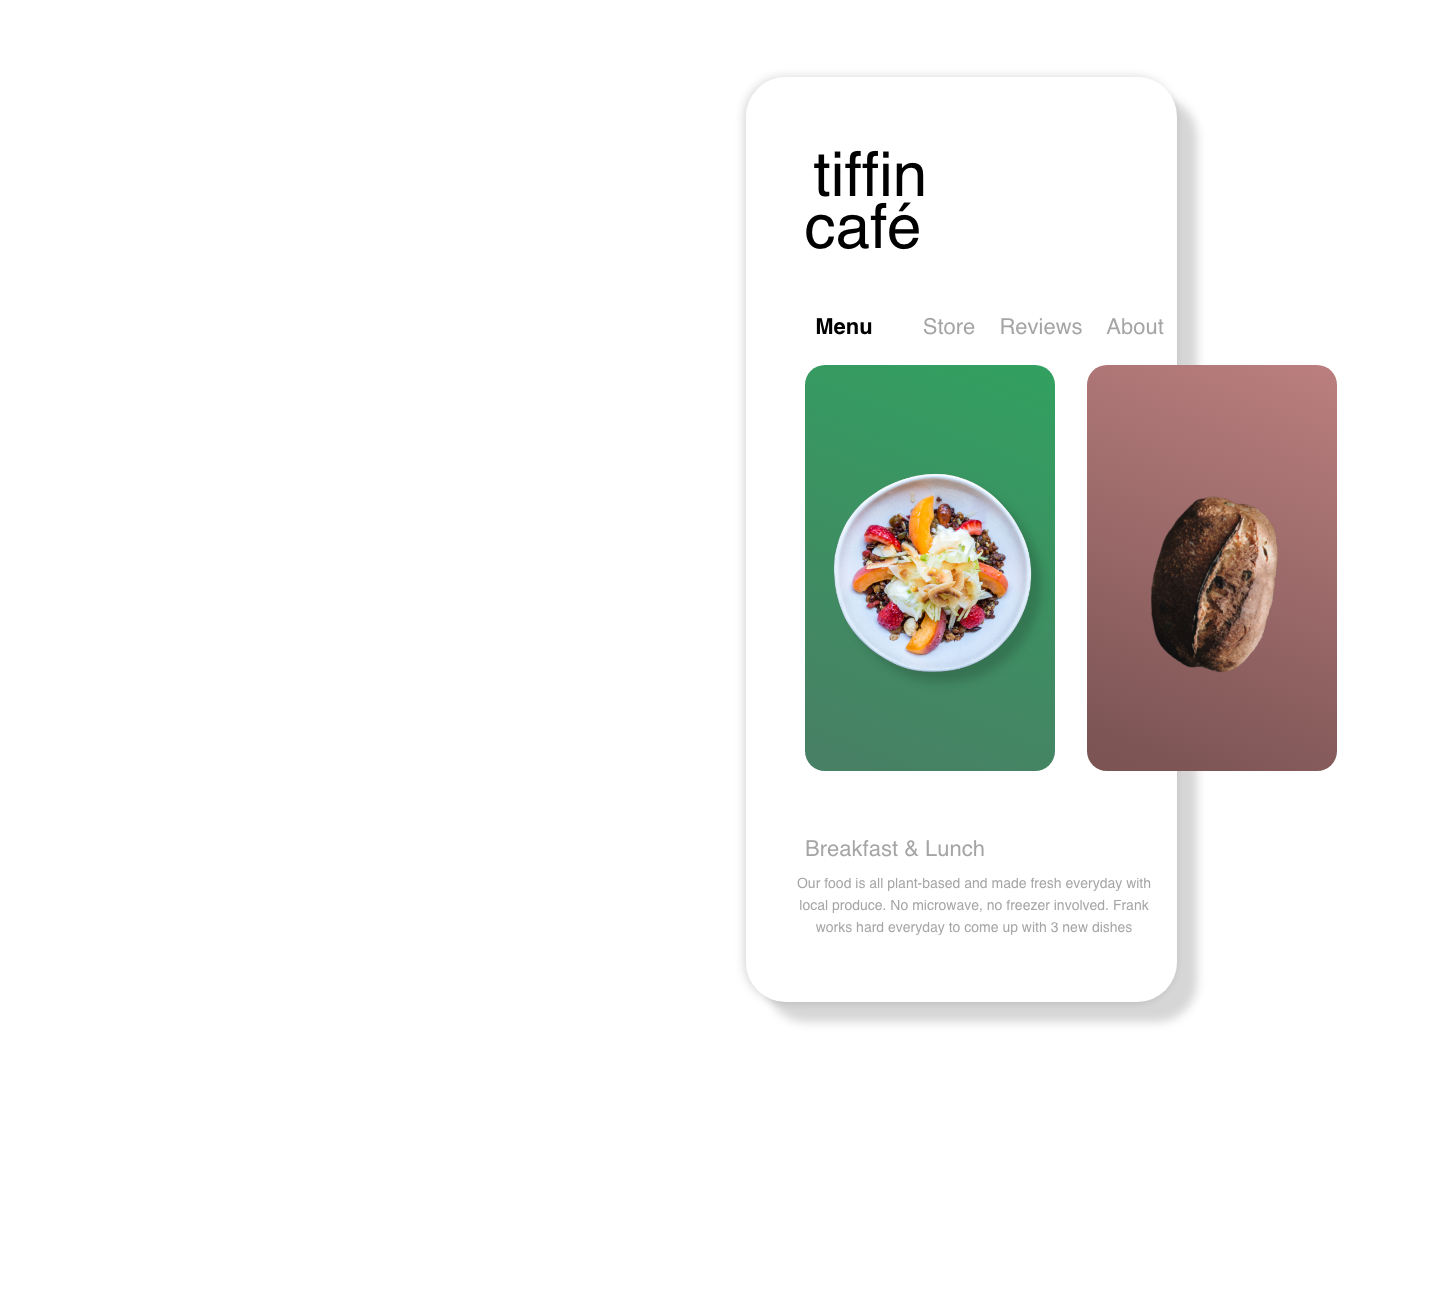 tiffin
café
Menu Store Reviews About
Breakfast & Lunch
Our food is all plant-based and made fresh everyday with
local produce. No microwave, no freezer involved. Frank
works hard everyday to come up with 3 new dishes